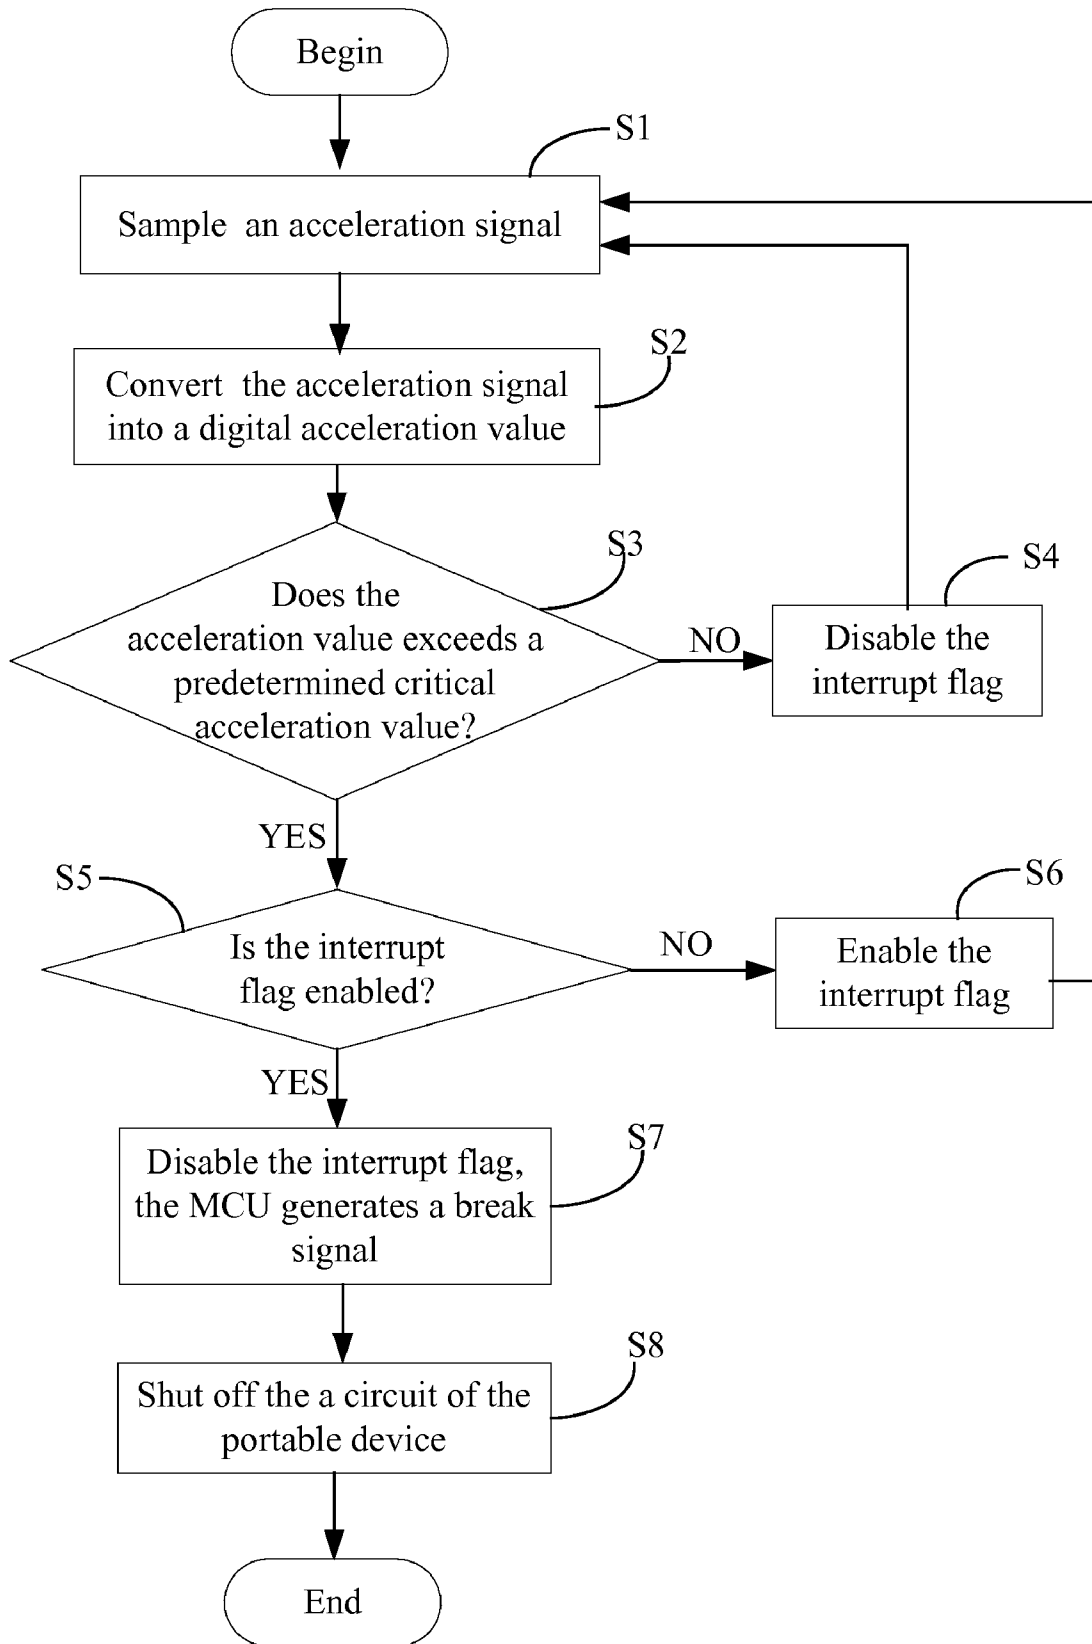 Begin
S1
Sample an acceleration signal
S2
Convert the acceleration signal
into a digital acceleration value
S3
Does the
acceleration value exceeds a
predetermined critical
acceleration value?
NO
S4
Disable the
interrupt flag
YES
S5
Is the interrupt
flag enabled?
NO
S6
Enable the
interrupt flag
YES
S7
Disable the interrupt flag,
the MCU generates a break
signal
S8
Shut off the a circuit of the
portable device
End